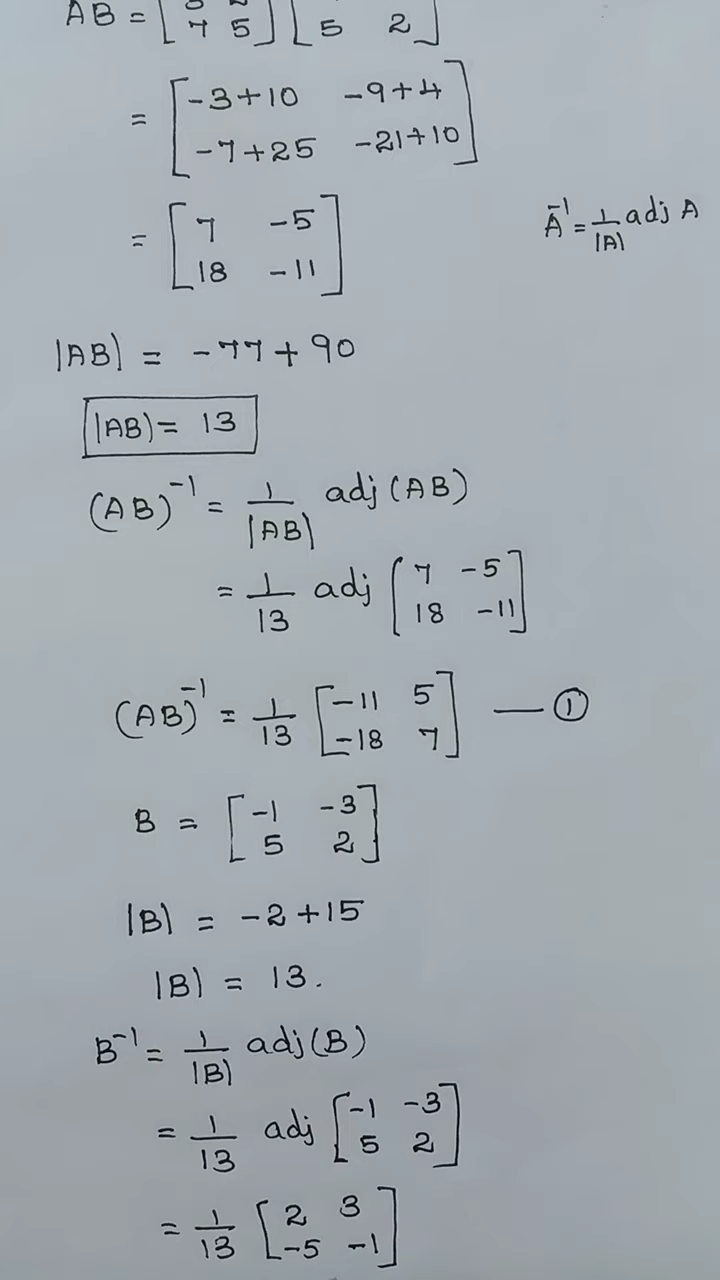 AB = [ 7 5 ] [ 5 2 ]
= [ -3+10 -9+4
-7+25 -21+10 ]
= [ 7 -5
18 -11 ]
A⁻¹ = 1/|A| adj A
|AB| = -77+90
|AB| = 13
(AB)⁻¹ = 1/|AB| adj (AB)
= 1/13 adj [ 7 -5
18 -11 ]
(AB)⁻¹ = 1/13 [ -11 5
-18 7 ] — ①
B = [ -1 -3
5 2 ]
|B| = -2+15
|B| = 13.
B⁻¹ = 1/|B| adj(B)
= 1/13 adj [ -1 -3
5 2 ]
= 1/13 [ 2 3
-5 -1 ]